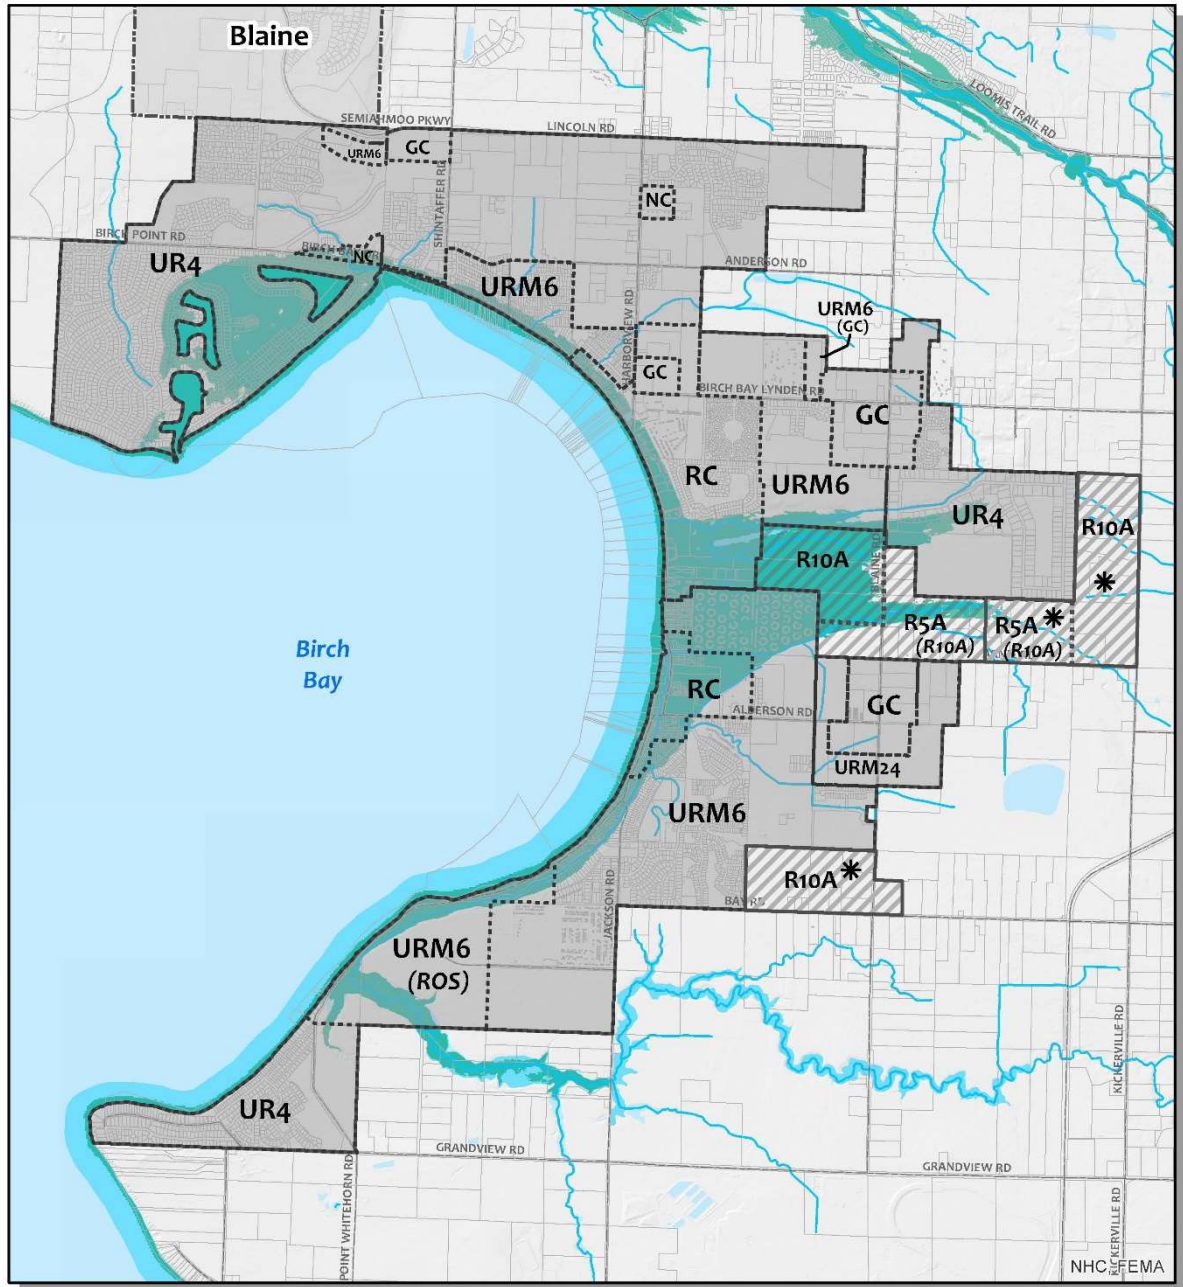 Blaine
SEMIAHMOO PKWY
LINCOLN RD
LOOMIS TRAIL RD
URM6
GC
SHINTAFFER RD
NC
BIRCH POINT RD
UR4
NC
ANDERSON RD
URM6
HARBORVIEW RD
URM6
(GC)
GC
BIRCH BAY LYNDEN RD
GC
RC
URM6
UR4
R10A
R10A
BLAINE RD
R5A
(R10A)
R5A
(R10A)
Birch
Bay
RC
GC
ALDERSON RD
URM24
URM6
R10A
JACKSON RD
BAY RD
URM6
(ROS)
KICKERVILLE RD
UR4
GRANDVIEW RD
GRANDVIEW RD
POINT WHITEHORN RD
KICKERVILLE RD
NHC, FEMA